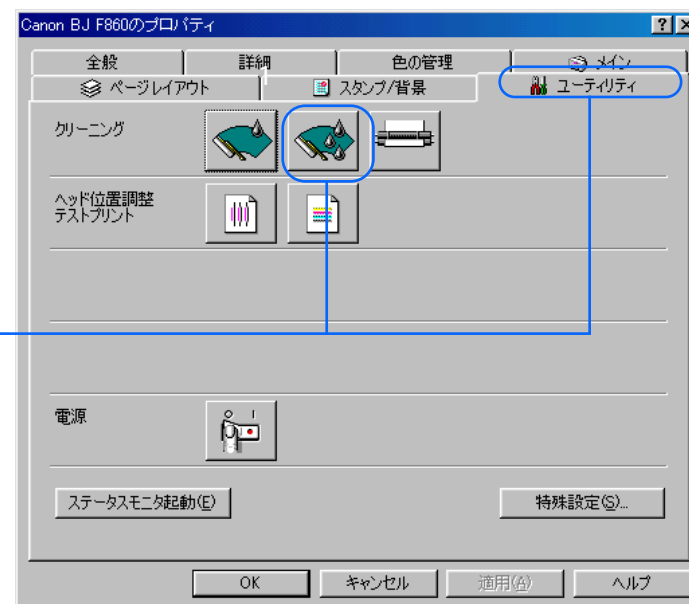 Canon BJ F860のプロパティ
全般 詳細 色の管理 メイン
ページレイアウト スタンプ/背景 ユーティリティ
クリーニング
ヘッド位置調整
テストプリント
電源
ステータスモニタ起動(E) 特殊設定(S)...
OK キャンセル 適用(A) ヘルプ